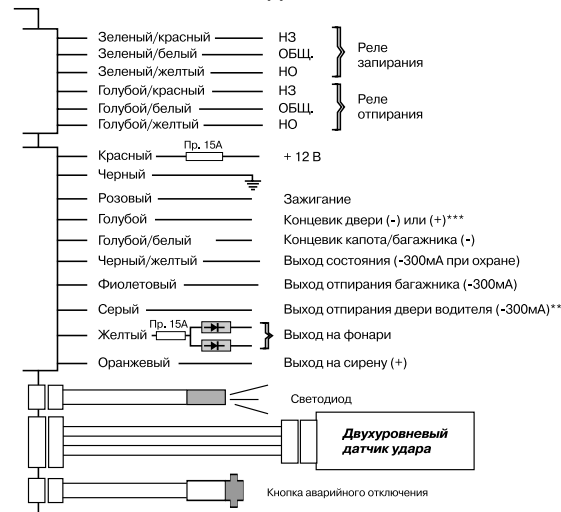 Зеленый/красный НЗ
Зеленый/белый ОБЩ.
Зеленый/желтый НО
Реле
запирания
Голубой/красный НЗ
Голубой/белый ОБЩ.
Голубой/желтый НО
Реле
отпирания
Красный Пр. 15А + 12 В
Черный
Розовый Зажигание
Голубой Концевик двери (-) или (+)***
Голубой/белый Концевик капота/багажника (-)
Черный/желтый Выход состояния (-300мА при охране)
Фиолетовый Выход отпирания багажника (-300мА)
Серый Выход отпирания двери водителя (-300мА)**
Желтый Пр. 15А Выход на фонари
Оранжевый Выход на сирену (+)
Светодиод
Двухуровневый
датчик удара
Кнопка аварийного отключения